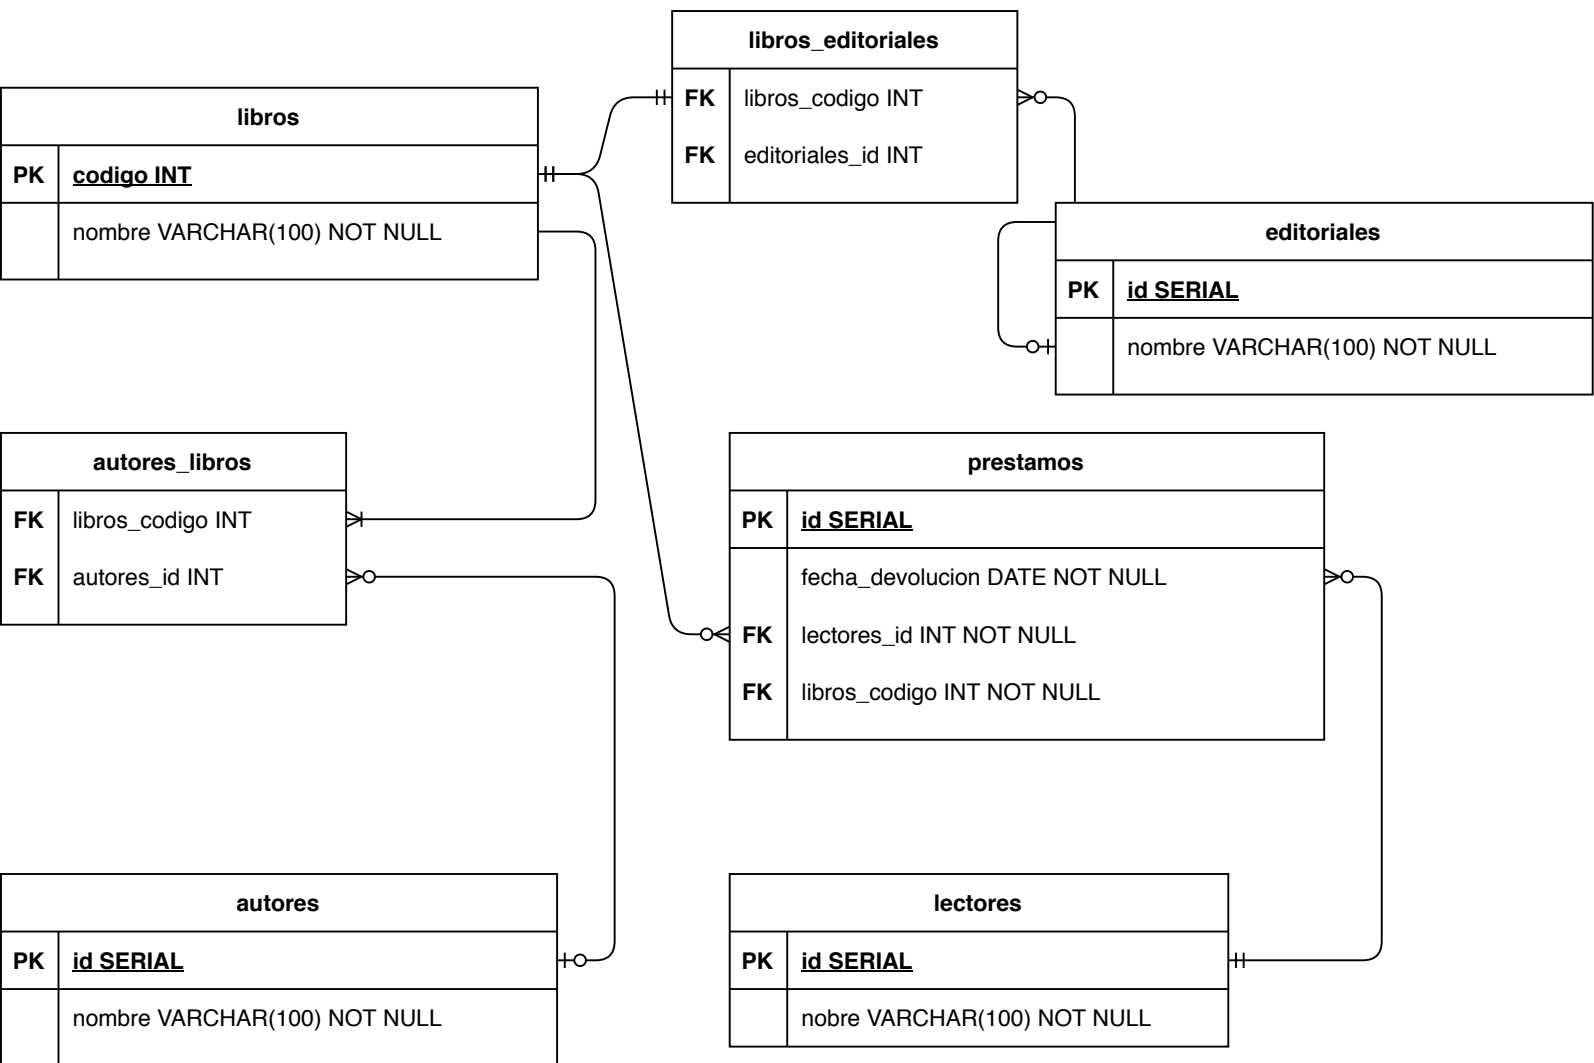 libros_editoriales
FK libros_codigo INT
FK editoriales_id INT
libros
PK codigo INT
nombre VARCHAR(100) NOT NULL
editoriales
PK id SERIAL
nombre VARCHAR(100) NOT NULL
autores_libros
FK libros_codigo INT
FK autores_id INT
prestamos
PK id SERIAL
fecha_devolucion DATE NOT NULL
FK lectores_id INT NOT NULL
FK libros_codigo INT NOT NULL
autores
PK id SERIAL
nombre VARCHAR(100) NOT NULL
lectores
PK id SERIAL
nobre VARCHAR(100) NOT NULL